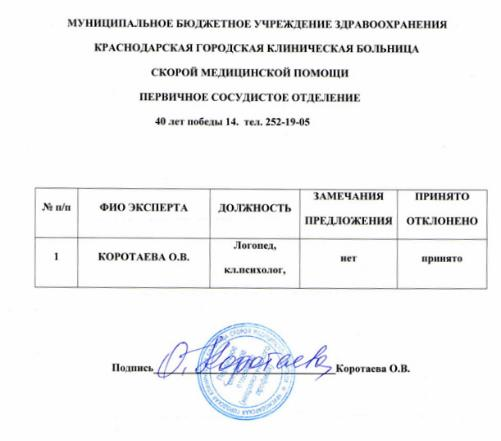 МУНИЦИПАЛЬНОЕ БЮДЖЕТНОЕ УЧРЕЖДЕНИЕ ЗДРАВООХРАНЕНИЯ
КРАСНОДАРСКАЯ ГОРОДСКАЯ КЛИНИЧЕСКАЯ БОЛЬНИЦА
СКОРОЙ МЕДИЦИНСКОЙ ПОМОЩИ
ПЕРВИЧНОЕ СОСУДИСТОЕ ОТДЕЛЕНИЕ
40 лет победы 14. тел. 252-19-05
№ п/п ФИО ЭКСПЕРТА ДОЛЖНОСТЬ ЗАМЕЧАНИЯ ПРЕДЛОЖЕНИЯ ПРИНЯТО ОТКЛОНЕНО
1 КОРОТАЕВА О.В. Логопед, кл.психолог, нет принято
Подпись О. Коротаева Коротаева О.В.